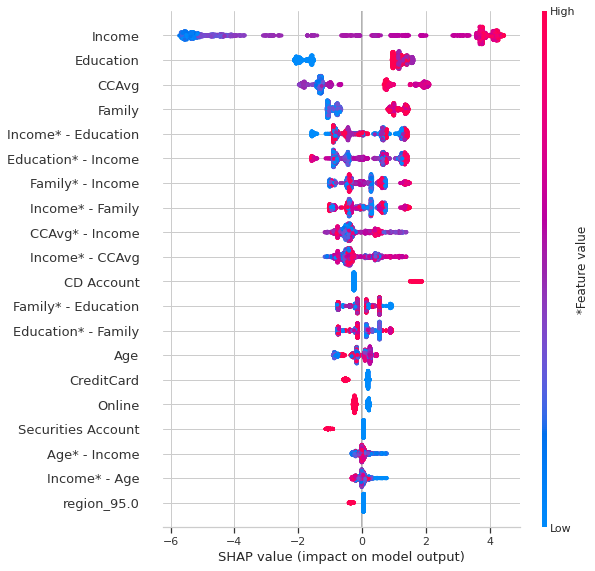 High
Income
Education
CCAvg
Family
Income* - Education
Education* - Income
Family* - Income
Income* - Family
CCAvg* - Income
Income* - CCAvg
CD Account
Family* - Education
Education* - Family
Age
CreditCard
Online
Securities Account
Age* - Income
Income* - Age
region_95.0
*Feature value
Low
−6 −4 −2 0 2 4
SHAP value (impact on model output)